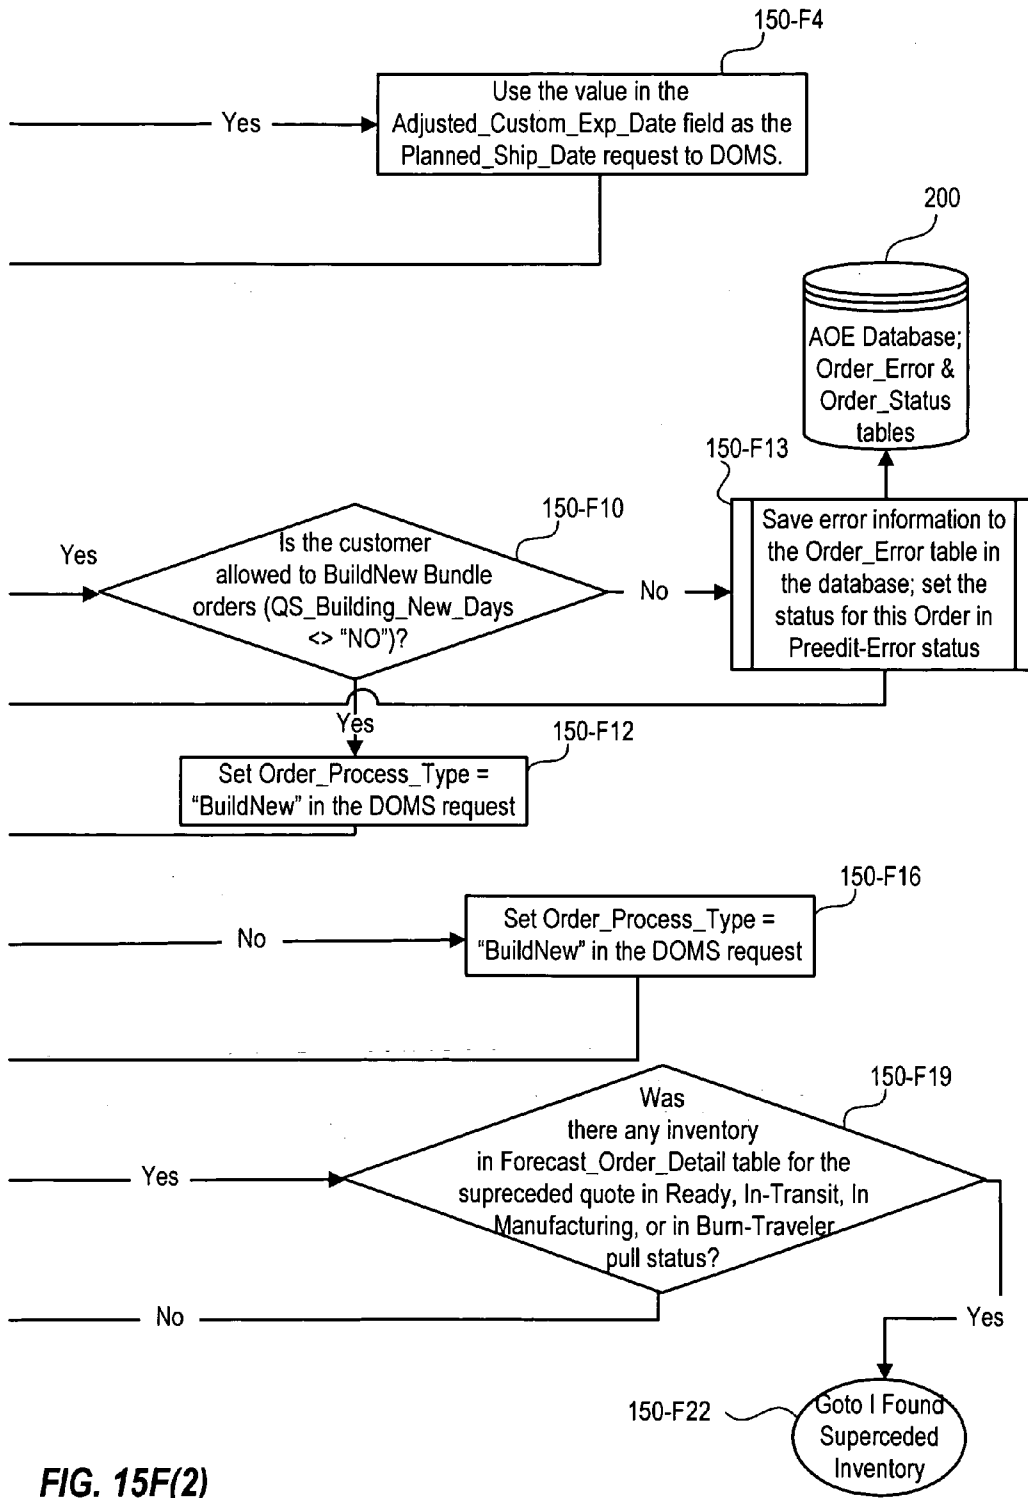 150-F4
Use the value in the
Adjusted_Custom_Exp_Date field as the
Planned_Ship_Date request to DOMS.
Yes
200
AOE Database;
Order_Error &
Order_Status
tables
150-F13
Save error information to
the Order_Error table in
the database; set the
status for this Order in
Preedit-Error status
150-F10
Yes
Is the customer
allowed to BuildNew Bundle
orders (QS_Building_New_Days
<> “NO”)?
No
Yes
150-F12
Set Order_Process_Type =
“BuildNew” in the DOMS request
150-F16
No
Set Order_Process_Type =
“BuildNew” in the DOMS request
150-F19
Was
there any inventory
in Forecast_Order_Detail table for the
supreceded quote in Ready, In-Transit, In
Manufacturing, or in Burn-Traveler
pull status?
Yes
No
Yes
150-F22
Goto I Found
Superceded
Inventory
FIG. 15F(2)